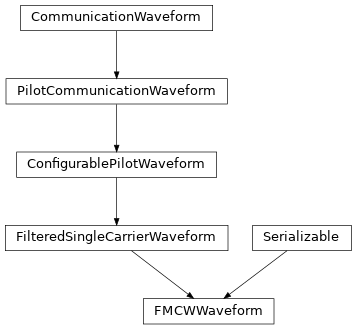 CommunicationWaveform
PilotCommunicationWaveform
ConfigurablePilotWaveform
FilteredSingleCarrierWaveform
Serializable
FMCWWaveform